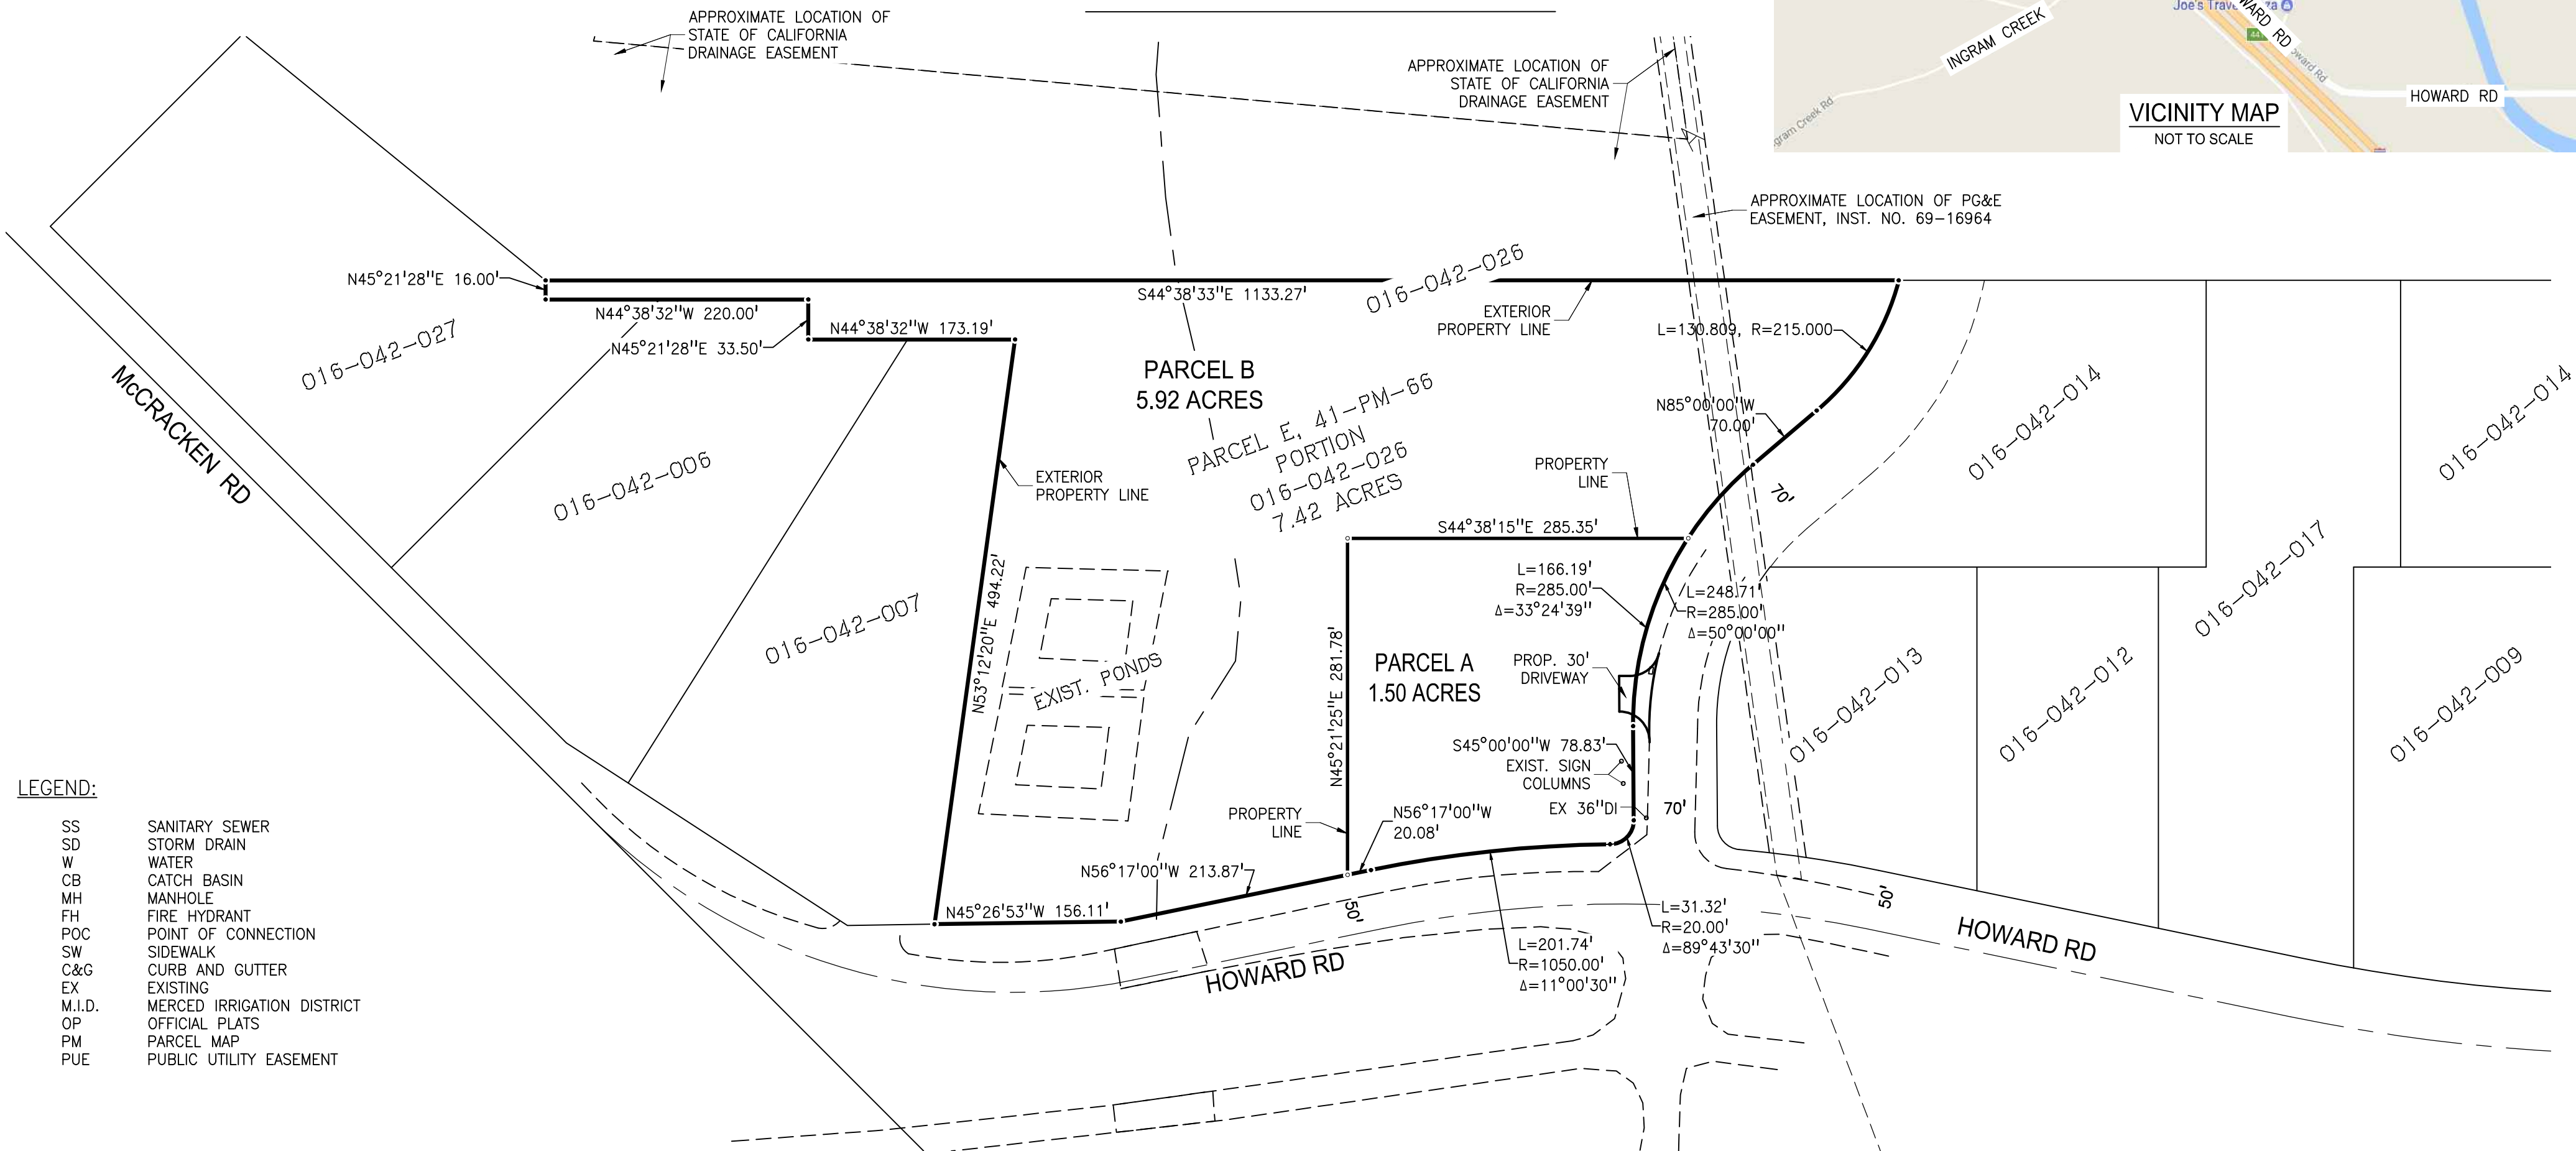 APPROXIMATE LOCATION OF
STATE OF CALIFORNIA
DRAINAGE EASEMENT
APPROXIMATE LOCATION OF
STATE OF CALIFORNIA
DRAINAGE EASEMENT
Joe's Trave
za
WARD RD
INGRAM CREEK
oward Rd
HOWARD RD
gram Creek Rd
VICINITY MAP
NOT TO SCALE
APPROXIMATE LOCATION OF PG&E
EASEMENT, INST. NO. 69-16964
N45°21'28"E 16.00'
S44°38'33"E 1133.27'
016-042-026
N44°38'32"W 220.00'
N44°38'32"W 173.19'
N45°21'28"E 33.50'
EXTERIOR
PROPERTY LINE
L=130.809, R=215.000
016-042-027
PARCEL B
5.92 ACRES
PARCEL E, 41-PM-66
PORTION
016-042-026
7.42 ACRES
N85°00'00"W
70.00'
016-042-014
016-042-014
McCRACKEN RD
016-042-006
EXTERIOR
PROPERTY LINE
PROPERTY
LINE
70'
S44°38'15"E 285.35'
016-042-017
N53°12'20"E 494.22'
L=166.19'
R=285.00'
Δ=33°24'39"
L=248.71'
R=285.00'
Δ=50°00'00"
016-042-007
EXIST. PONDS
N45°21'25"E 281.78'
PARCEL A
1.50 ACRES
PROP. 30'
DRIVEWAY
016-042-013
016-042-012
016-042-009
S45°00'00"W 78.83'
EXIST. SIGN
COLUMNS
EX 36"DI
70'
PROPERTY
LINE
N56°17'00"W
20.08'
N56°17'00"W 213.87'
N45°26'53"W 156.11'
50'
50'
L=31.32'
R=20.00'
Δ=89°43'30"
L=201.74'
R=1050.00'
Δ=11°00'30"
HOWARD RD
HOWARD RD
LEGEND:
SS SANITARY SEWER
SD STORM DRAIN
W WATER
CB CATCH BASIN
MH MANHOLE
FH FIRE HYDRANT
POC POINT OF CONNECTION
SW SIDEWALK
C&G CURB AND GUTTER
EX EXISTING
M.I.D. MERCED IRRIGATION DISTRICT
OP OFFICIAL PLATS
PM PARCEL MAP
PUE PUBLIC UTILITY EASEMENT